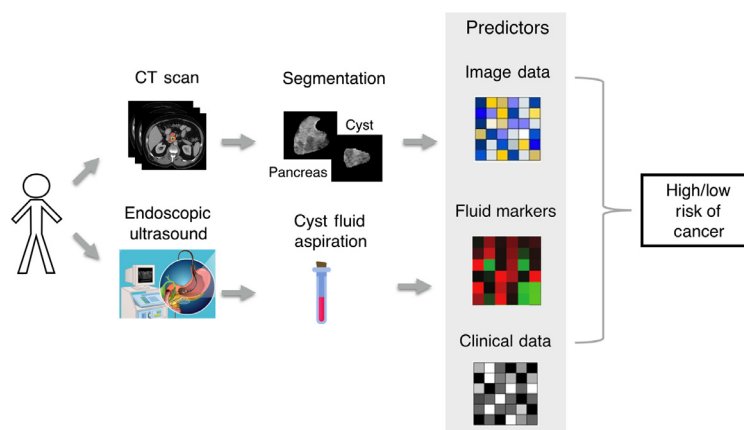 Predictors
CT scan
Segmentation
Image data
Cyst
Pancreas
High/low
risk of
cancer
Endoscopic
ultrasound
Cyst fluid
aspiration
Fluid markers
Clinical data